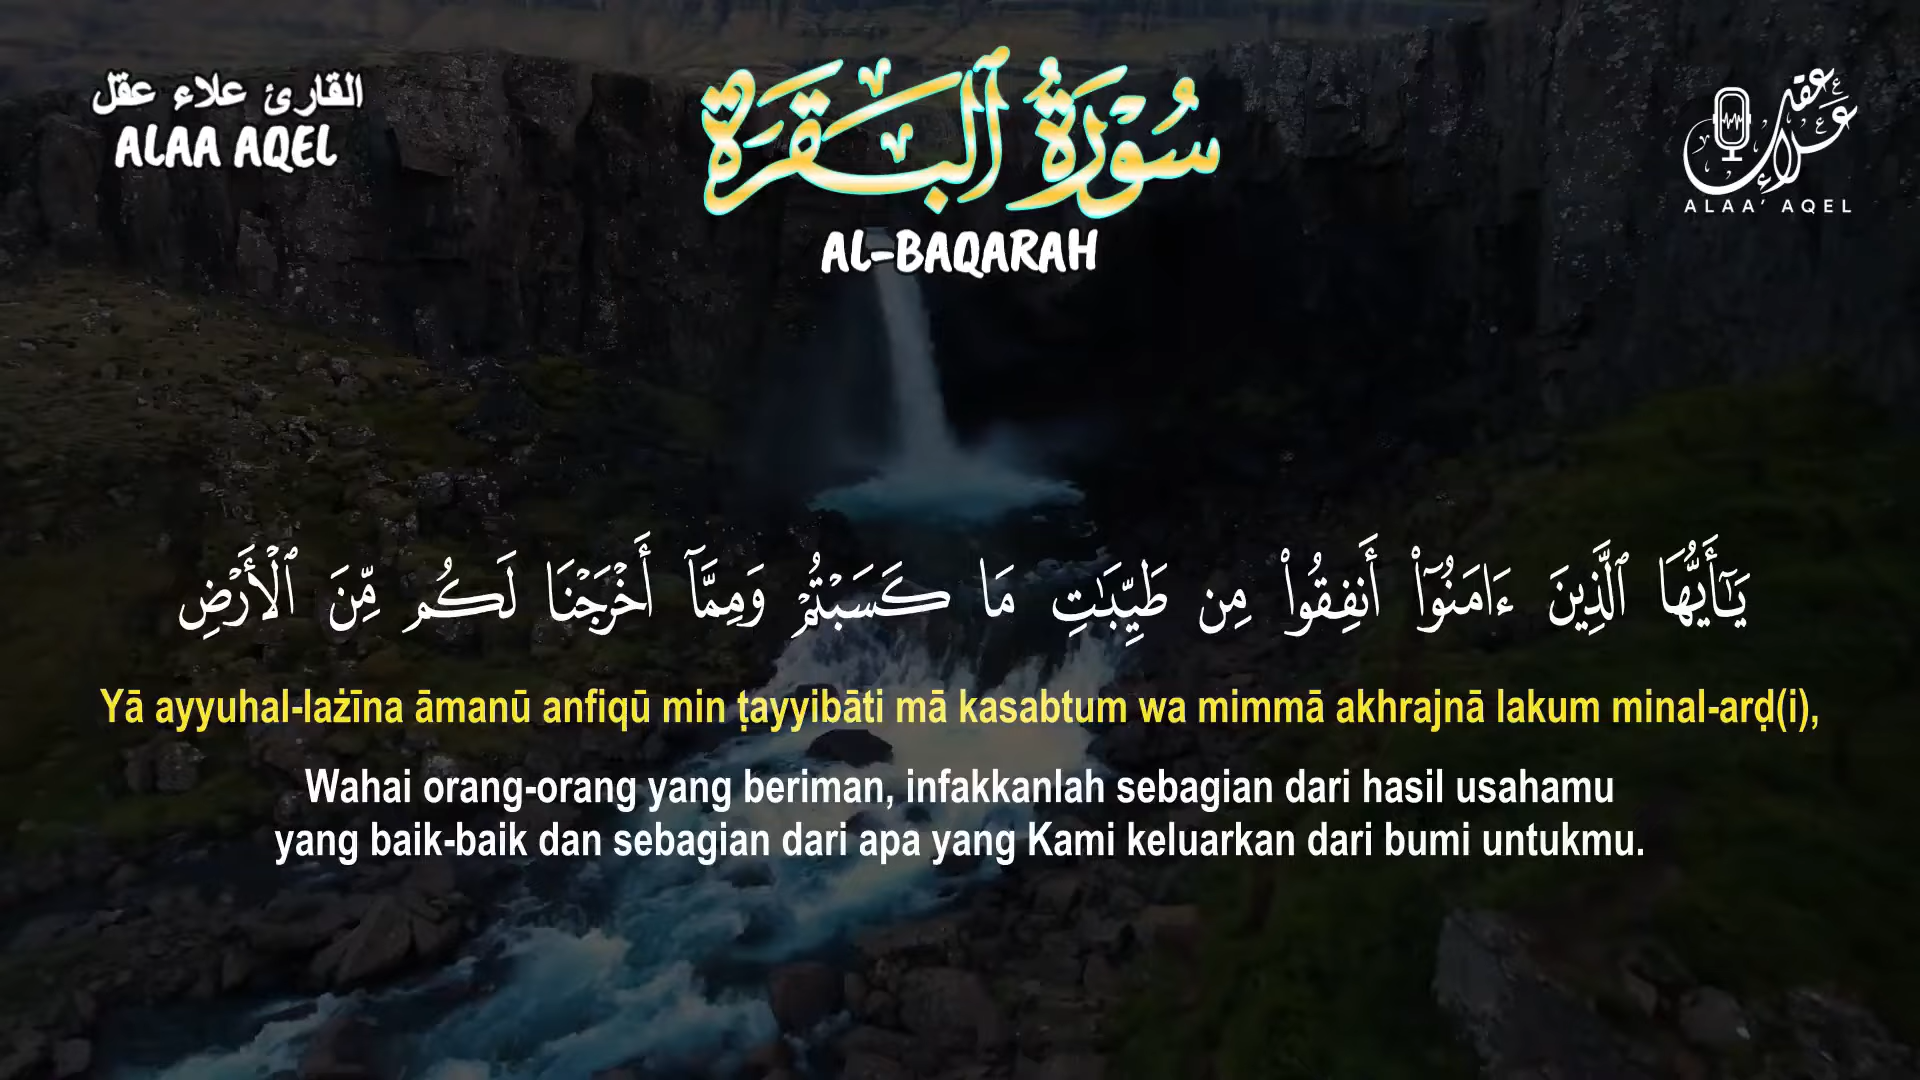 القارئ علاء عقل
ALAA AQEL
سُوْرَةُ ٱلْبَقَرَةِ
AL-BAQARAH
علاء عقل
ALAA' AQEL
يَـٰٓأَيُّهَا ٱلَّذِينَ ءَامَنُوٓا۟ أَنفِقُوا۟ مِن طَيِّبَـٰتِ مَا كَسَبْتُمْ وَمِمَّآ أَخْرَجْنَا لَكُم مِّنَ ٱلْأَرْضِ
Yā ayyuhal-lażīna āmanū anfiqū min ṭayyibāti mā kasabtum wa mimmā akhrajnā lakum minal-arḍ(i),
Wahai orang-orang yang beriman, infakkanlah sebagian dari hasil usahamu
yang baik-baik dan sebagian dari apa yang Kami keluarkan dari bumi untukmu.